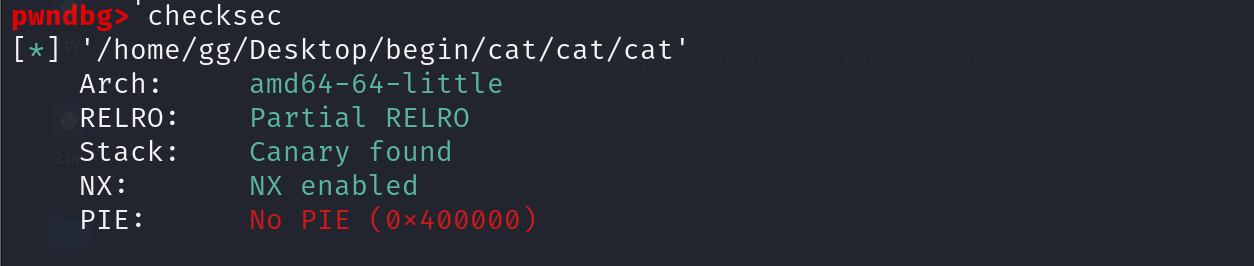 pwndbg> checksec
[*] '/home/gg/Desktop/begin/cat/cat/cat'
    Arch:     amd64-64-little
    RELRO:    Partial RELRO
    Stack:    Canary found
    NX:       NX enabled
    PIE:      No PIE (0x400000)